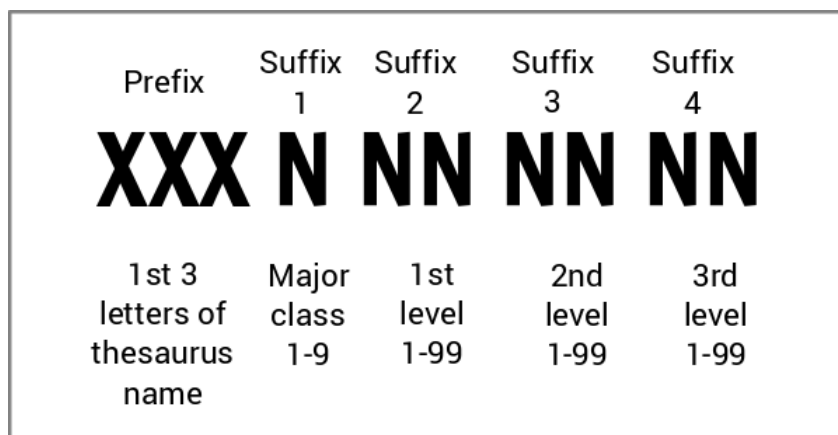 Prefix Suffix Suffix Suffix Suffix
1 2 3 4
XXX N NN NN NN
1st 3 Major 1st 2nd 3rd
letters of class level level level
thesaurus 1-9 1-99 1-99 1-99
name